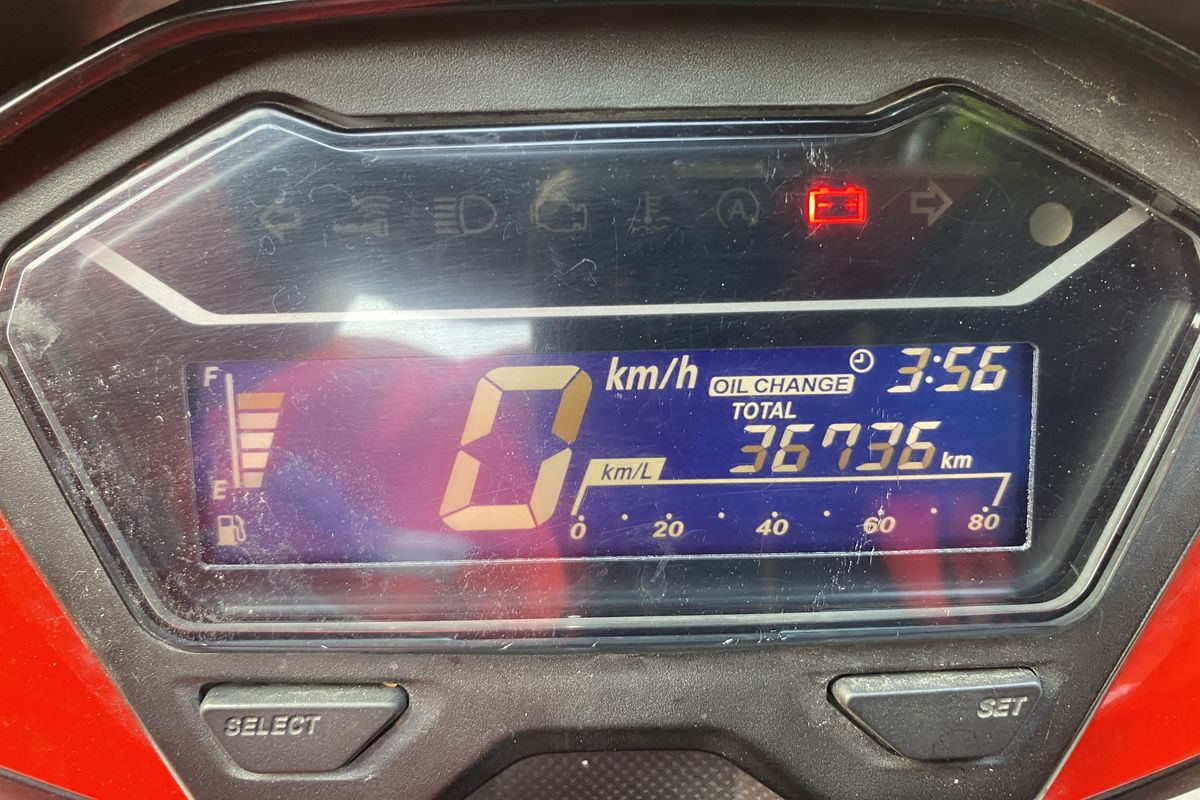 A
F
E
0 km/h
OIL CHANGE
3:56
TOTAL
36736 km
km/L
0 20 40 60 80
SELECT
SET